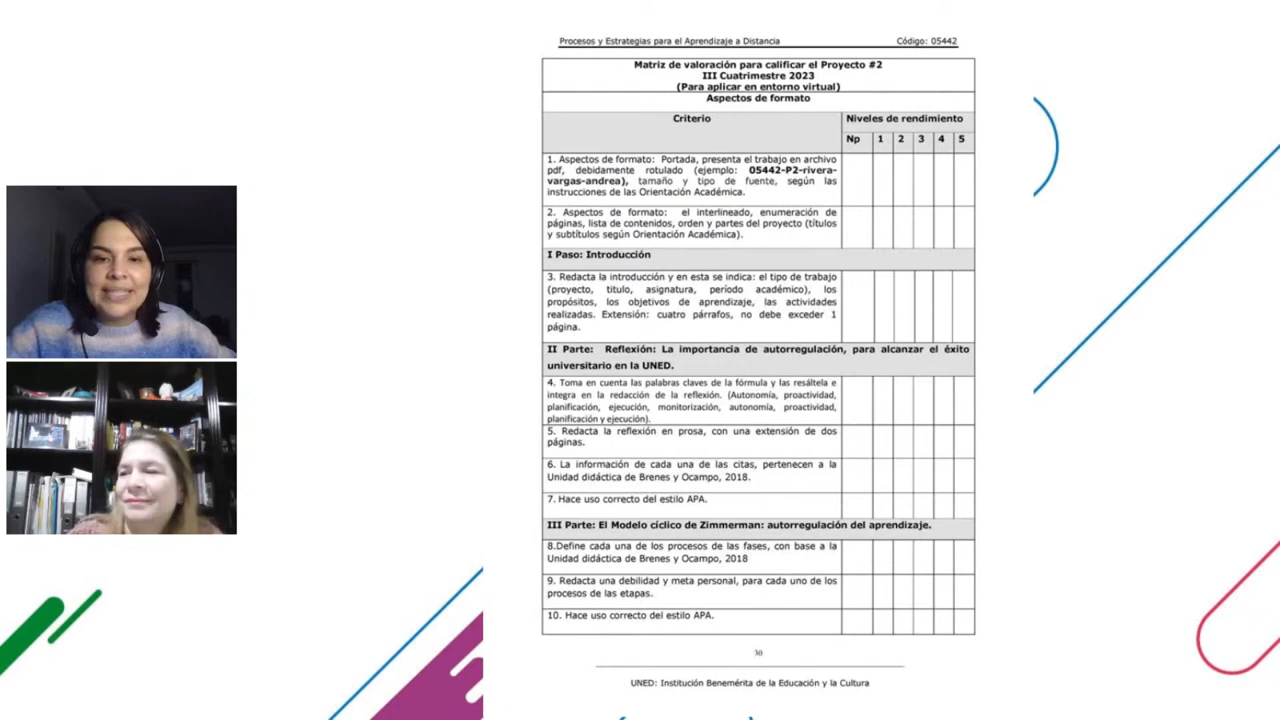 Procesos y Estrategias para el Aprendizaje a Distancia Código: 05442
Matriz de valoración para calificar el Proyecto #2
III Cuatrimestre 2023
(Para aplicar en entorno virtual)
Aspectos de formato
Criterio
Niveles de rendimiento
Np 1 2 3 4 5
1. Aspectos de formato: Portada, presenta el trabajo en archivo
pdf, debidamente rotulado (ejemplo: 05442-P2-rivera-
vargas-andrea), tamaño y tipo de fuente, según las
instrucciones de las Orientación Académica.
2. Aspectos de formato: el interlineado, enumeración de
páginas, lista de contenidos, orden y partes del proyecto (títulos
y subtítulos según Orientación Académica).
I Paso: Introducción
3. Redacta la introducción y en esta se indica: el tipo de trabajo
(proyecto, titulo, asignatura, período académico), los
propósitos, los objetivos de aprendizaje, las actividades
realizadas. Extensión: cuatro párrafos, no debe exceder 1
página.
II Parte: Reflexión: La importancia de autorregulación, para alcanzar el éxito
universitario en la UNED.
4. Toma en cuenta las palabras claves de la fórmula y las resáltela e
integra en la redacción de la reflexión. (Autonomía, proactividad,
planificación, ejecución, monitorización, autonomía, proactividad,
planificación y ejecución).
5. Redacta la reflexión en prosa, con una extensión de dos
páginas.
6. La información de cada una de las citas, pertenecen a la
Unidad didáctica de Brenes y Ocampo, 2018.
7. Hace uso correcto del estilo APA.
III Parte: El Modelo cíclico de Zimmerman: autorregulación del aprendizaje.
8.Define cada una de los procesos de las fases, con base a la
Unidad didáctica de Brenes y Ocampo, 2018
9. Redacta una debilidad y meta personal, para cada uno de los
procesos de las etapas.
10. Hace uso correcto del estilo APA.
30
UNED: Institución Benemérita de la Educación y la Cultura